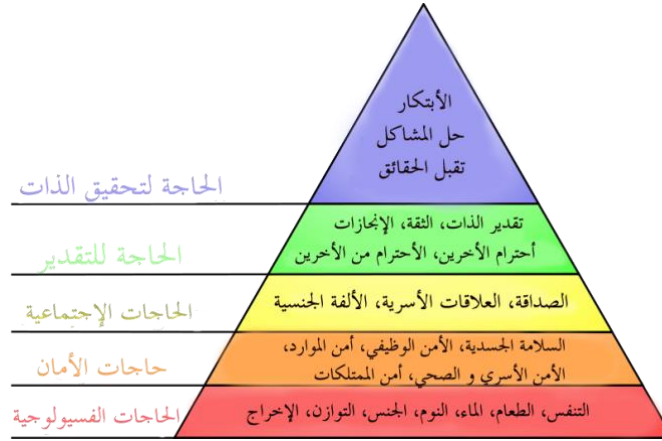 الأبتكار
حل المشاكل
تقبل الحقائق
الحاجة لتحقيق الذات
تقدير الذات، الثقة، الإنجازات
أحترام الأخرين، الأحترام من الأخرين
الحاجة للتقدير
الصداقة، العلاقات الأسرية، الألفة الجنسية
الحاجات الإجتماعية
السلامة الجسدية، الأمن الوظيفي، أمن الموارد،
الأمن الأسري و الصحي، أمن الممتلكات
حاجات الأمان
التنفس، الطعام، الماء، النوم، الجنس، التوازن، الإخراج
الحاجات الفسيولوجية